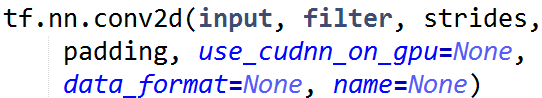 tf.nn.conv2d(input, filter, strides,
padding, use_cudnn_on_gpu=None,
data_format=None, name=None)